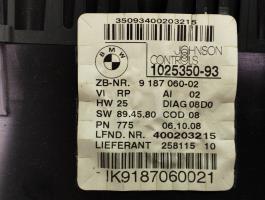 35093400203215
BMW
JOHNSON
CONTROLS
1025350-93
ZB-NR. 9 187 060-02
VI RP AI 02
HW 25 DIAG 08D0
SW 89.45.80 COD 08
PN 775 06.10.08
LFND. NR. 400203215
LIEFERANT 258115 10
IK9187060021